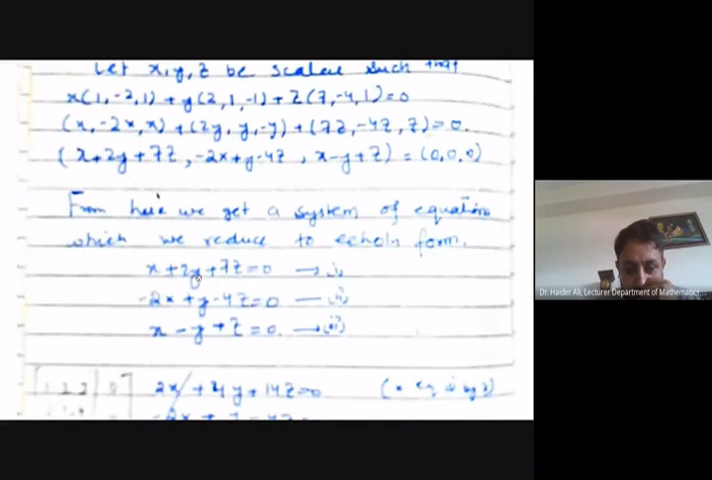 Let x, y, z be scalars such that
x(1, -2, 1) + y(2, 1, -1) + z(7, -4, 1) = 0
(x, -2x, x) + (2y, y, -y) + (7z, -4z, z) = 0.
(x+2y+7z, -2x+y-4z, x-y+z) = (0,0,0)
From here we get a system of equations
which we reduce to echoln form.
x + 2y + 7z = 0 → (i)
-2x + y - 4z = 0 — (ii)
x - y + z = 0. → (iii)
2x + 4y + 14z = 0
Dr. Haider Ali, Lecturer Department of Mathematics,...